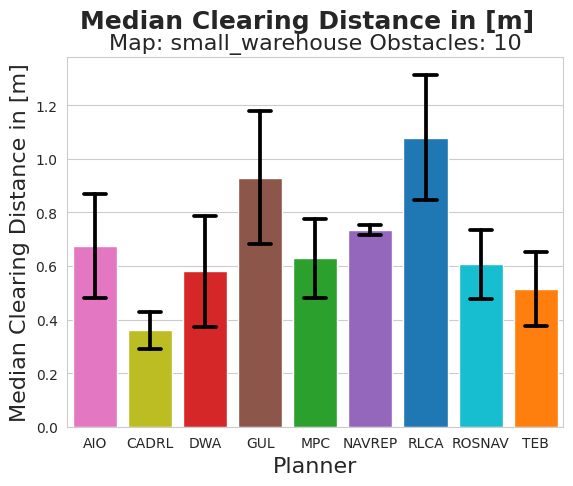 Median Clearing Distance in [m]
Map: small_warehouse Obstacles: 10
Median Clearing Distance in [m]
1.2
1.0
0.8
0.6
0.4
0.2
0.0
AIO CADRL DWA GUL MPC NAVREP RLCA ROSNAV TEB
Planner